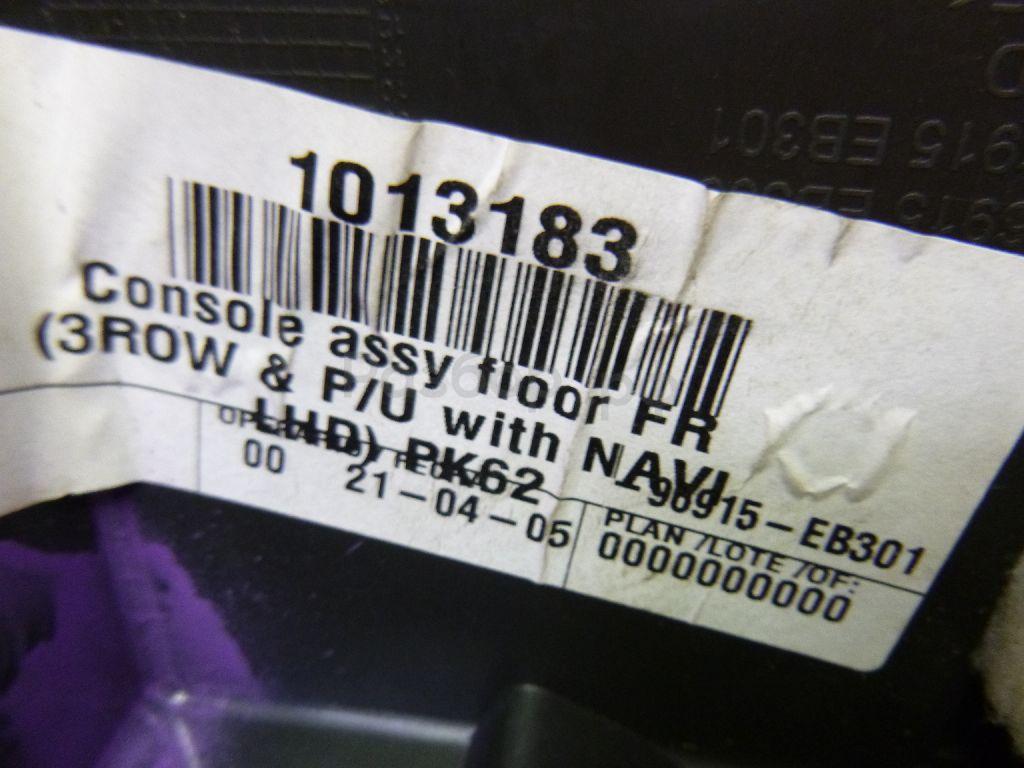 915 EB301
1013183
Console assy floor FR
(3ROW & P/U with NAVI
LHD) PK62
96915-EB301
00
21-04-05
PLAN /LOTE /OF:
0000000000